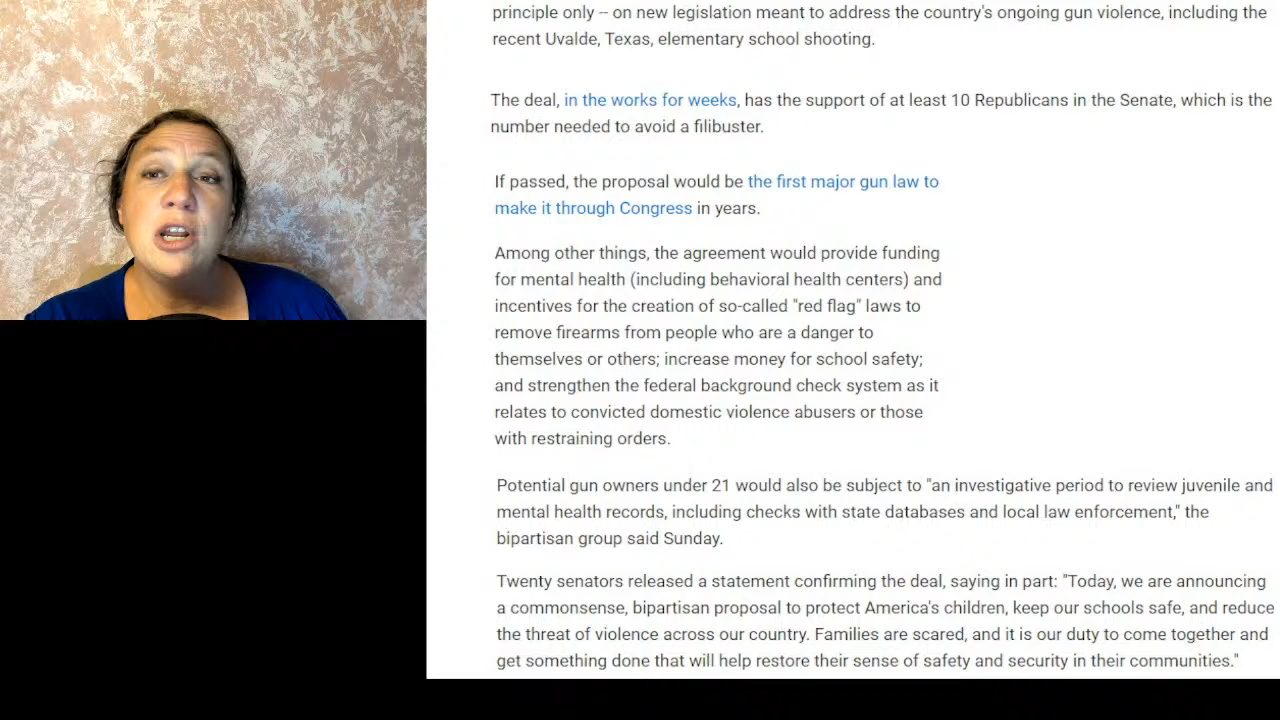 principle only -- on new legislation meant to address the country's ongoing gun violence, including the
recent Uvalde, Texas, elementary school shooting.
The deal, in the works for weeks, has the support of at least 10 Republicans in the Senate, which is the
number needed to avoid a filibuster.
If passed, the proposal would be the first major gun law to
make it through Congress in years.
Among other things, the agreement would provide funding
for mental health (including behavioral health centers) and
incentives for the creation of so-called "red flag" laws to
remove firearms from people who are a danger to
themselves or others; increase money for school safety;
and strengthen the federal background check system as it
relates to convicted domestic violence abusers or those
with restraining orders.
Potential gun owners under 21 would also be subject to "an investigative period to review juvenile and
mental health records, including checks with state databases and local law enforcement," the
bipartisan group said Sunday.
Twenty senators released a statement confirming the deal, saying in part: "Today, we are announcing
a commonsense, bipartisan proposal to protect America's children, keep our schools safe, and reduce
the threat of violence across our country. Families are scared, and it is our duty to come together and
get something done that will help restore their sense of safety and security in their communities."